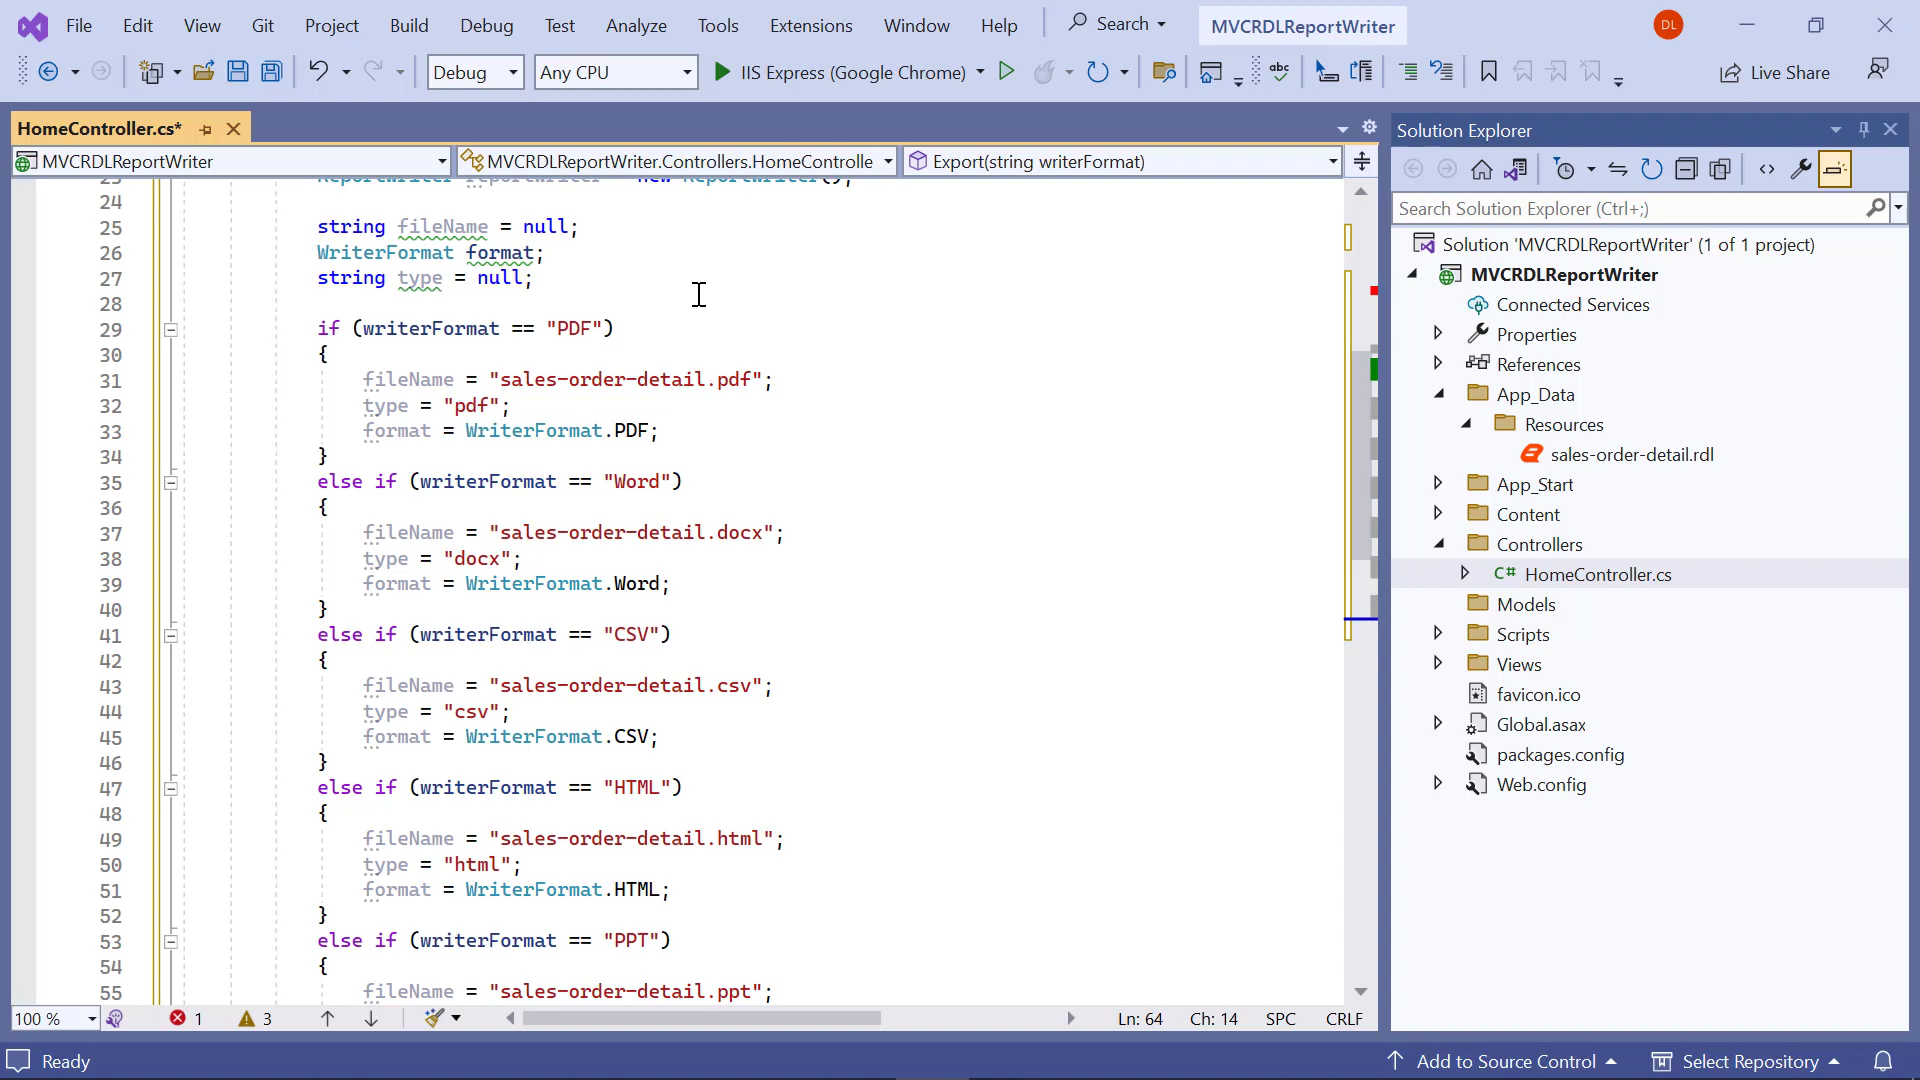 File Edit View Git Project Build Debug Test Analyze Tools Extensions Window Help Search MVCRDLReportWriter DL
Debug Any CPU IIS Express (Google Chrome) abc Live Share
HomeController.cs*
MVCRDLReportWriter MVCRDLReportWriter.Controllers.HomeControlle Export(string writerFormat)
24
25 string fileName = null;
26 WriterFormat format;
27 string type = null;
28
29 if (writerFormat == "PDF")
30 {
31 fileName = "sales-order-detail.pdf";
32 type = "pdf";
33 format = WriterFormat.PDF;
34 }
35 else if (writerFormat == "Word")
36 {
37 fileName = "sales-order-detail.docx";
38 type = "docx";
39 format = WriterFormat.Word;
40 }
41 else if (writerFormat == "CSV")
42 {
43 fileName = "sales-order-detail.csv";
44 type = "csv";
45 format = WriterFormat.CSV;
46 }
47 else if (writerFormat == "HTML")
48 {
49 fileName = "sales-order-detail.html";
50 type = "html";
51 format = WriterFormat.HTML;
52 }
53 else if (writerFormat == "PPT")
54 {
55 fileName = "sales-order-detail.ppt";
100 % 1 3 Ln: 64 Ch: 14 SPC CRLF
Solution Explorer
Search Solution Explorer (Ctrl+;)
Solution 'MVCRDLReportWriter' (1 of 1 project)
MVCRDLReportWriter
Connected Services
Properties
References
App_Data
Resources
sales-order-detail.rdl
App_Start
Content
Controllers
C# HomeController.cs
Models
Scripts
Views
favicon.ico
Global.asax
packages.config
Web.config
Ready Add to Source Control Select Repository